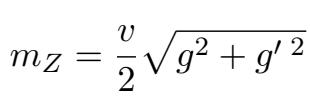 m_Z = \frac{v}{2} \sqrt{g^2 + g'^{\,2}}